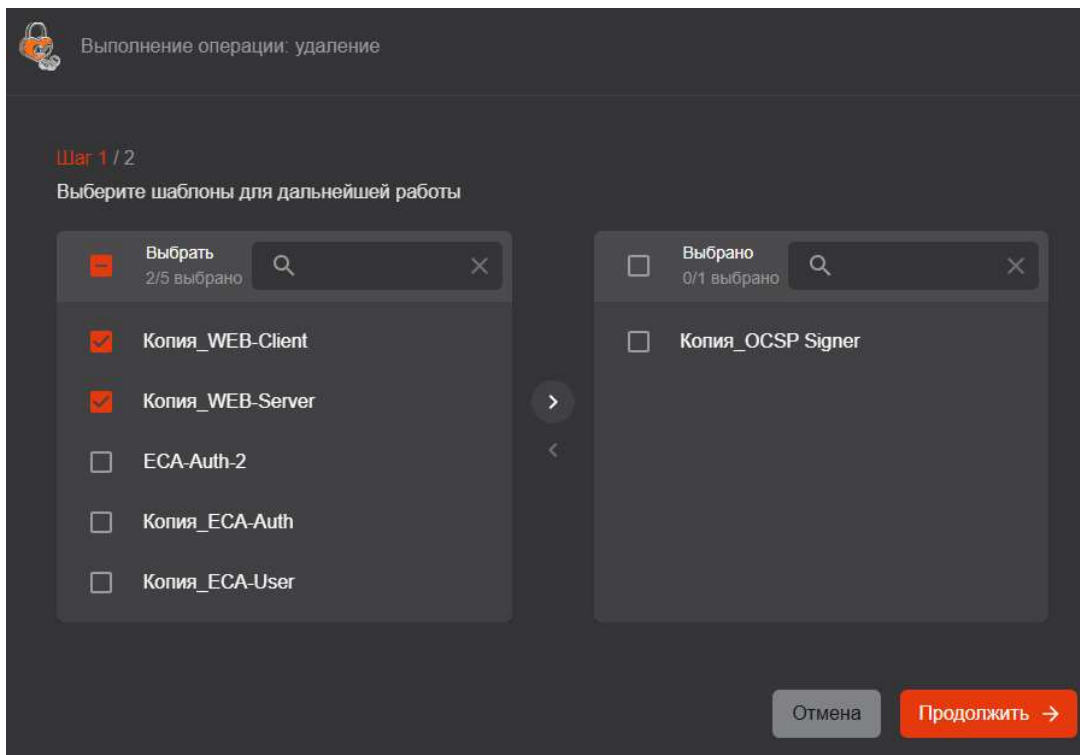 Выполнение операции: удаление
Шаг 1 / 2
Выберите шаблоны для дальнейшей работы
Выбрать
2/5 выбрано
Копия_WEB-Client
Копия_WEB-Server
ECA-Auth-2
Копия_ECA-Auth
Копия_ECA-User
Выбрано
0/1 выбрано
Копия_OCSP Signer
Отмена
Продолжить →